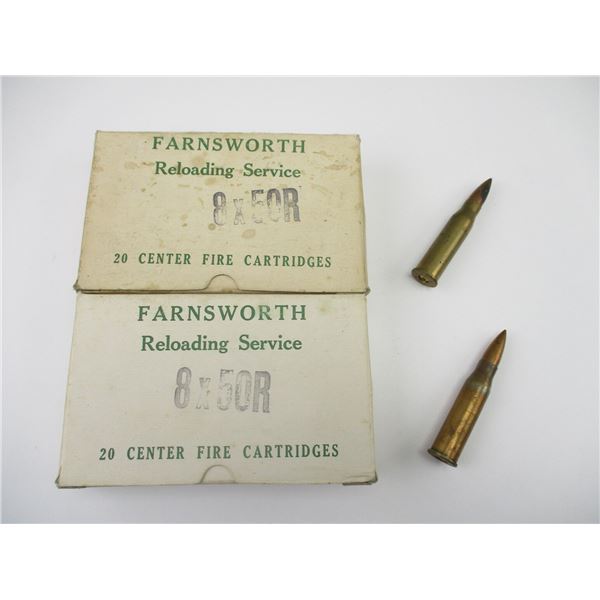 FARNSWORTH
Reloading Service
8x50R
20 CENTER FIRE CARTRIDGES
FARNSWORTH
Reloading Service
8x50R
20 CENTER FIRE CARTRIDGES